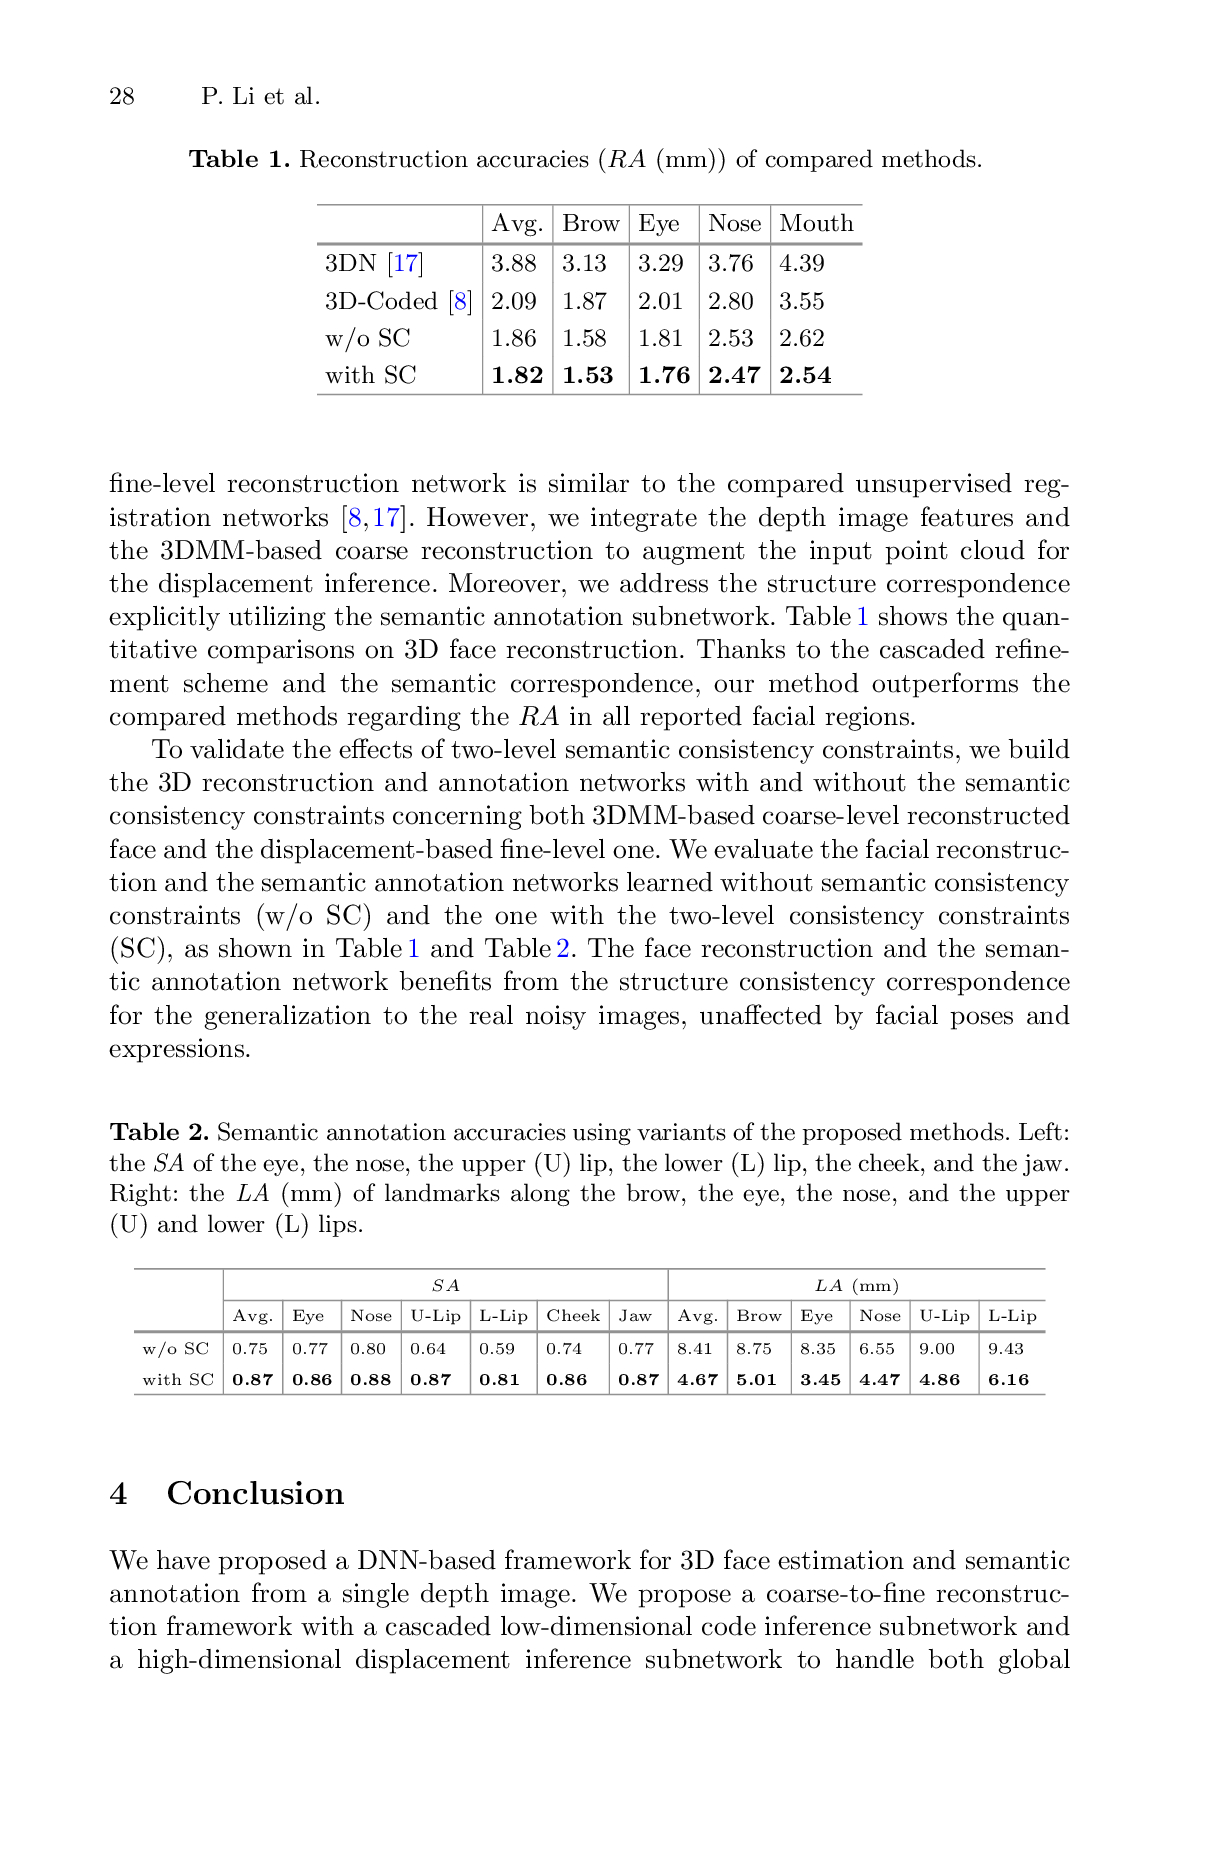 28 P. Li et al.
Table 1. Reconstruction accuracies (RA (mm)) of compared methods.
Avg. Brow Eye Nose Mouth
3DN [17] 3.88 3.13 3.29 3.76 4.39
3D-Coded [8] 2.09 1.87 2.01 2.80 3.55
w/o SC 1.86 1.58 1.81 2.53 2.62
with SC 1.82 1.53 1.76 2.47 2.54
fine-level reconstruction network is similar to the compared unsupervised reg-
istration networks [8,17]. However, we integrate the depth image features and
the 3DMM-based coarse reconstruction to augment the input point cloud for
the displacement inference. Moreover, we address the structure correspondence
explicitly utilizing the semantic annotation subnetwork. Table 1 shows the quan-
titative comparisons on 3D face reconstruction. Thanks to the cascaded refine-
ment scheme and the semantic correspondence, our method outperforms the
compared methods regarding the RA in all reported facial regions.
To validate the effects of two-level semantic consistency constraints, we build
the 3D reconstruction and annotation networks with and without the semantic
consistency constraints concerning both 3DMM-based coarse-level reconstructed
face and the displacement-based fine-level one. We evaluate the facial reconstruc-
tion and the semantic annotation networks learned without semantic consistency
constraints (w/o SC) and the one with the two-level consistency constraints
(SC), as shown in Table 1 and Table 2. The face reconstruction and the seman-
tic annotation network benefits from the structure consistency correspondence
for the generalization to the real noisy images, unaffected by facial poses and
expressions.
Table 2. Semantic annotation accuracies using variants of the proposed methods. Left:
the SA of the eye, the nose, the upper (U) lip, the lower (L) lip, the cheek, and the jaw.
Right: the LA (mm) of landmarks along the brow, the eye, the nose, and the upper
(U) and lower (L) lips.
SA LA (mm)
Avg. Eye Nose U-Lip L-Lip Cheek Jaw Avg. Brow Eye Nose U-Lip L-Lip
w/o SC 0.75 0.77 0.80 0.64 0.59 0.74 0.77 8.41 8.75 8.35 6.55 9.00 9.43
with SC 0.87 0.86 0.88 0.87 0.81 0.86 0.87 4.67 5.01 3.45 4.47 4.86 6.16
4 Conclusion
We have proposed a DNN-based framework for 3D face estimation and semantic
annotation from a single depth image. We propose a coarse-to-fine reconstruc-
tion framework with a cascaded low-dimensional code inference subnetwork and
a high-dimensional displacement inference subnetwork to handle both global